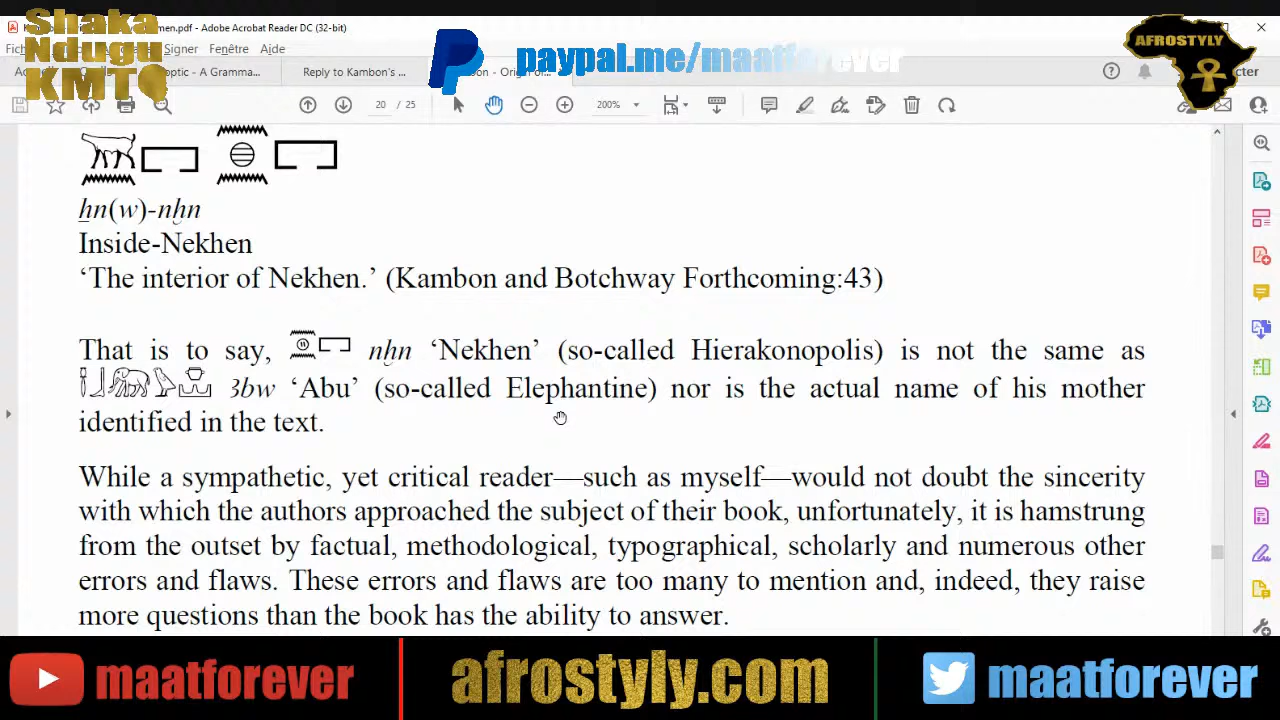 Shaka
Ndugu
KMT
men.pdf - Adobe Acrobat Reader DC (32-bit)
Signer Fenêtre Aide
paypal.me/maatforever
AFROSTYLY
optic - A Gramma...
Reply to Kambon's ...
20 / 25
200%
ẖn(w)-nḫn
Inside-Nekhen
‘The interior of Nekhen.’ (Kambon and Botchway Forthcoming:43)
That is to say, nḫn ‘Nekhen’ (so-called Hierakonopolis) is not the same as
ȝbw ‘Abu’ (so-called Elephantine) nor is the actual name of his mother
identified in the text.
While a sympathetic, yet critical reader—such as myself—would not doubt the sincerity
with which the authors approached the subject of their book, unfortunately, it is hamstrung
from the outset by factual, methodological, typographical, scholarly and numerous other
errors and flaws. These errors and flaws are too many to mention and, indeed, they raise
more questions than the book has the ability to answer.
maatforever
afrostyly.com
maatforever